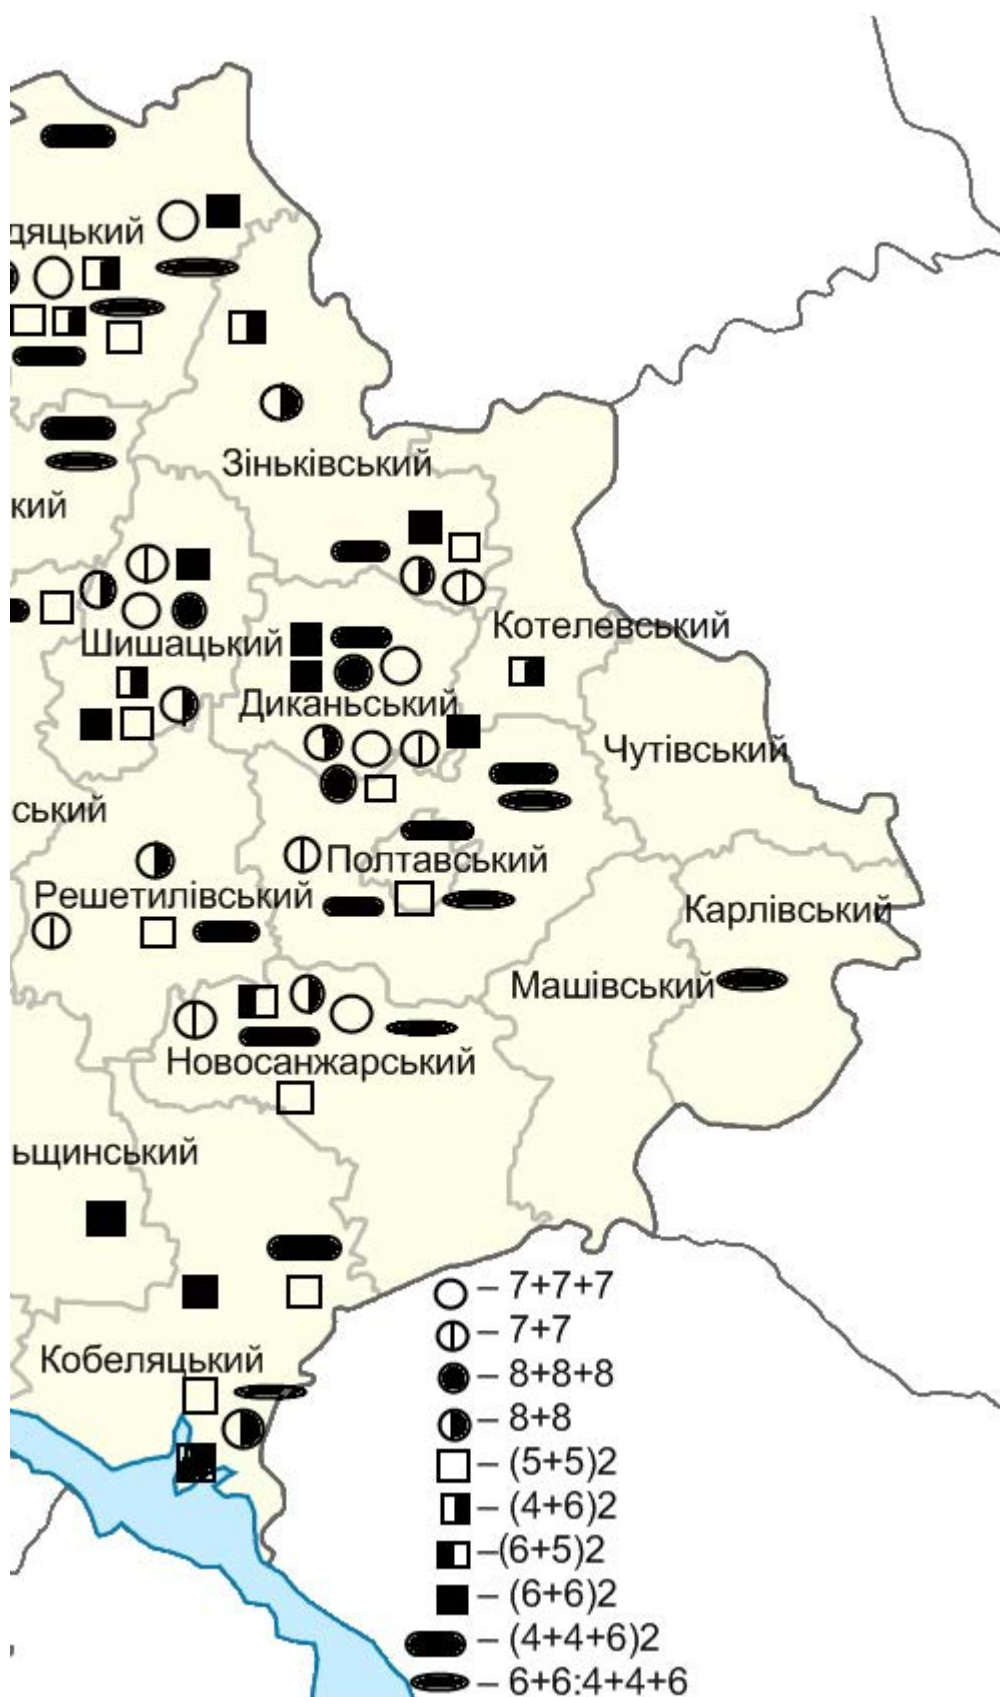 дяцький
Зіньківський
кий
Котелевський
Шишацький
Диканьський
Чутівський
ський
Полтавський
Решетилівський
Карлівський
Машівський
Новосанжарський
ьщинський
Кобеляцький
– 7+7+7
– 7+7
– 8+8+8
– 8+8
– (5+5)2
– (4+6)2
–(6+5)2
– (6+6)2
– (4+4+6)2
– 6+6:4+4+6